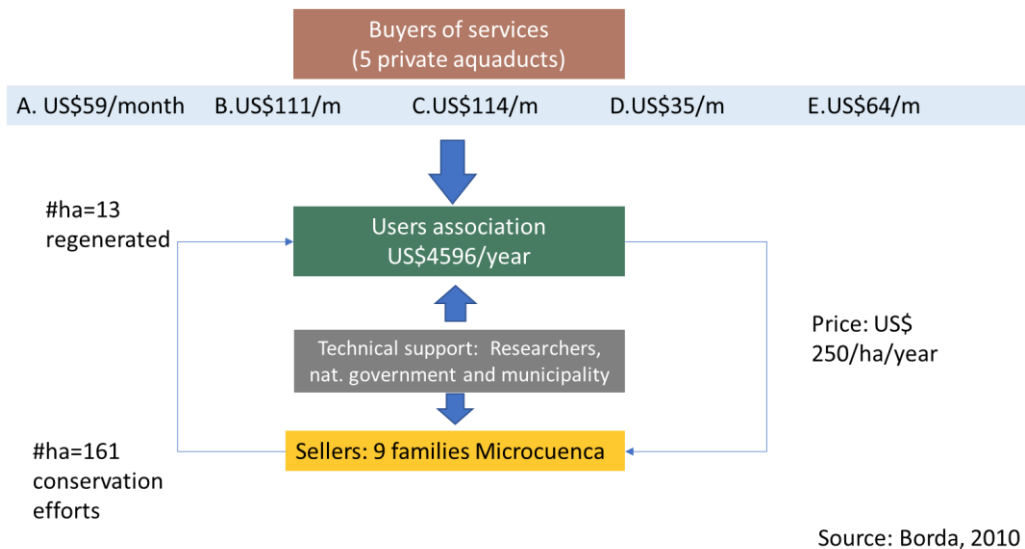 Buyers of services
(5 private aquaducts)
A. US$59/month B.US$111/m C.US$114/m D.US$35/m E.US$64/m
#ha=13
regenerated
Users association
US$4596/year
Technical support: Researchers,
nat. government and municipality
Price: US$
250/ha/year
Sellers: 9 families Microcuenca
#ha=161
conservation
efforts
Source: Borda, 2010